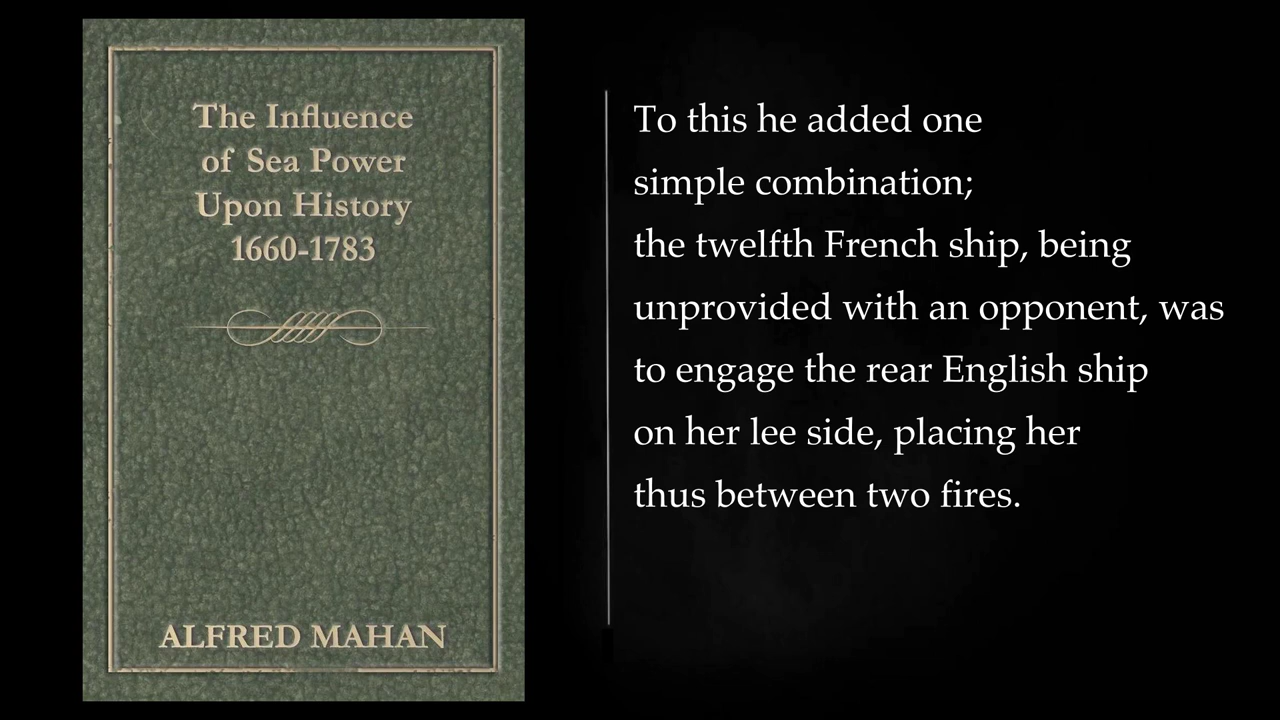 The Influence
of Sea Power
Upon History
1660-1783
ALFRED MAHAN
To this he added one
simple combination;
the twelfth French ship, being
unprovided with an opponent, was
to engage the rear English ship
on her lee side, placing her
thus between two fires.